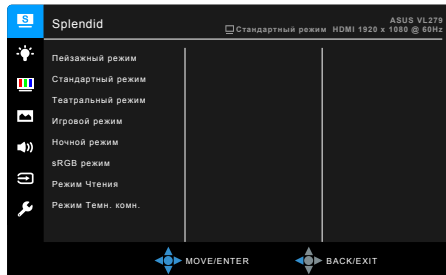 S
Splendid
ASUS VL279
Стандартный режим HDMI 1920 x 1080 @ 60Hz
Пейзажный режим
Стандартный режим
Театральный режим
Игровой режим
Ночной режим
sRGB режим
Режим Чтения
Режим Темн. комн.
MOVE/ENTER
BACK/EXIT